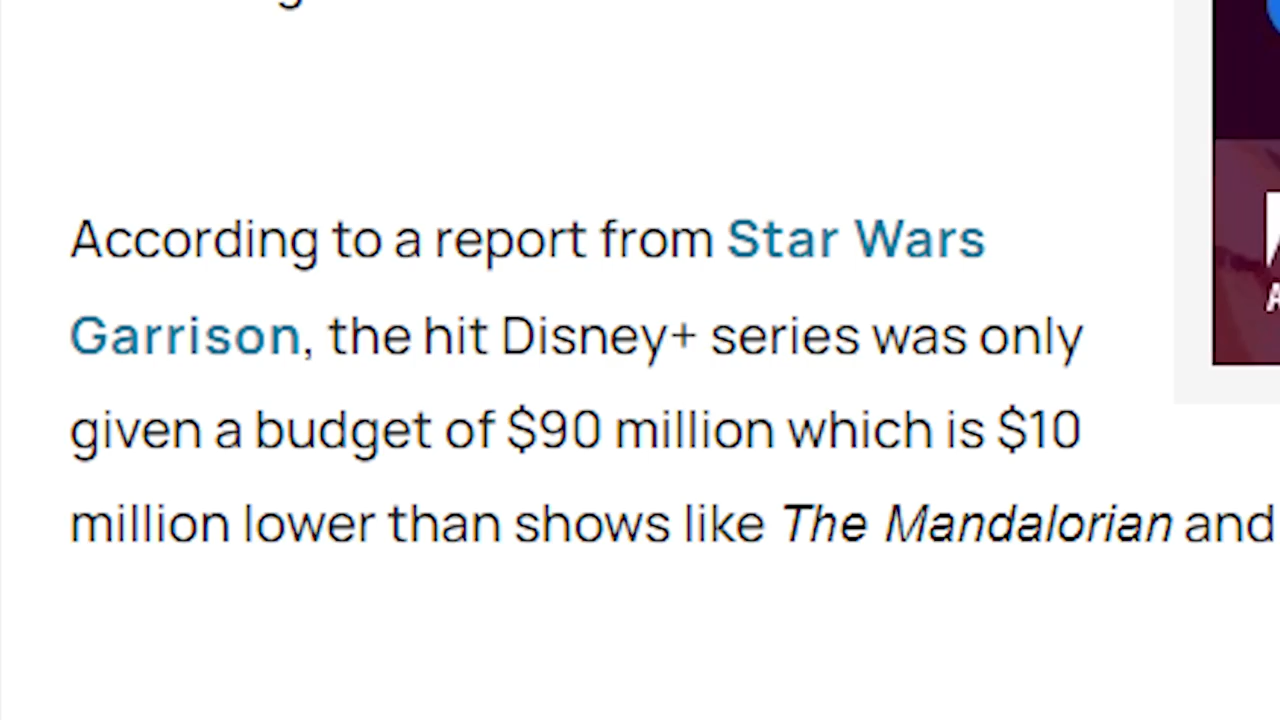 According to a report from Star Wars
Garrison, the hit Disney+ series was only
given a budget of $90 million which is $10
million lower than shows like The Mandalorian and